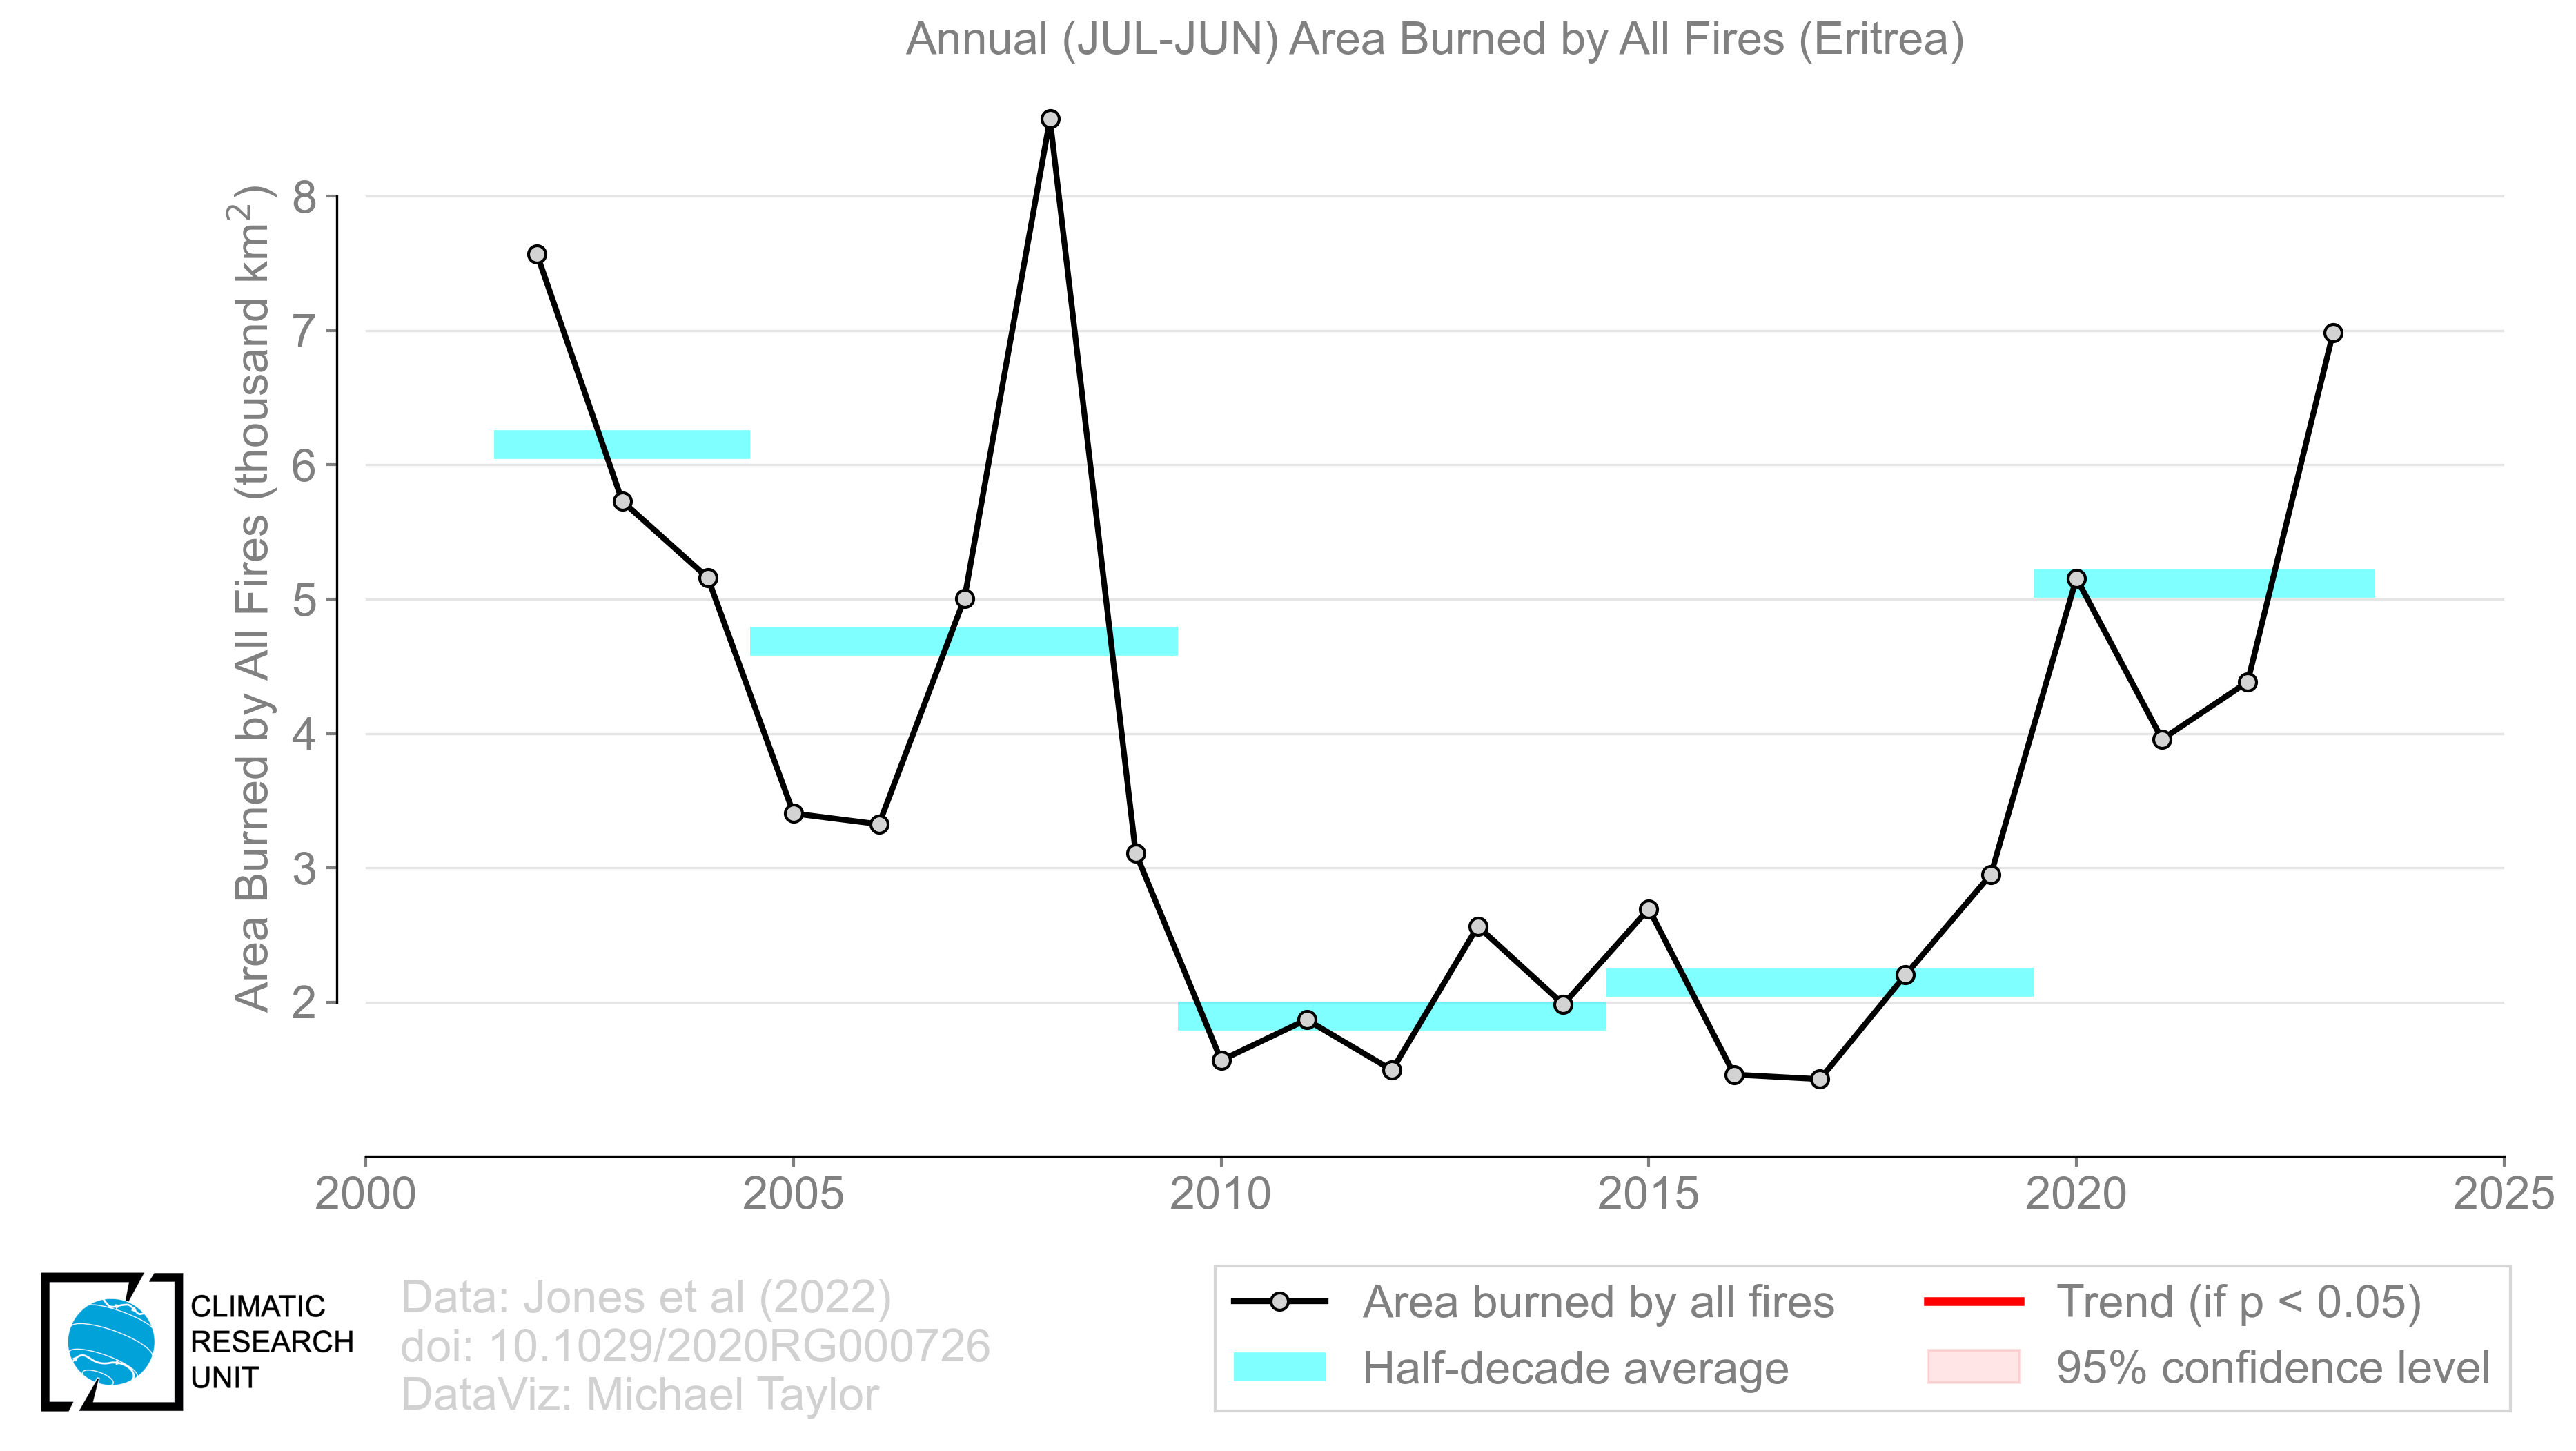 Annual (JUL-JUN) Area Burned by All Fires (Eritrea)
Area Burned by All Fires (thousand km²)
8
7
6
5
4
3
2
2000 2005 2010 2015 2020 2025
CLIMATIC
RESEARCH
UNIT
Data: Jones et al (2022)
doi: 10.1029/2020RG000726
DataViz: Michael Taylor
Area burned by all fires
Half-decade average
Trend (if p < 0.05)
95% confidence level